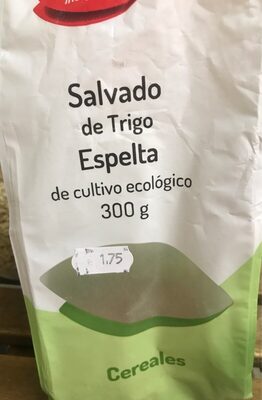 Salvado
de Trigo
Espelta
de cultivo ecológico
300 g
1,75
Cereales